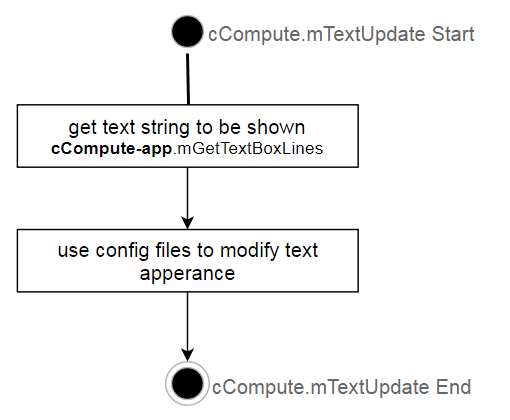 cCompute.mTextUpdate Start
get text string to be shown
cCompute-app.mGetTextBoxLines
use config files to modify text
apperance
cCompute.mTextUpdate End